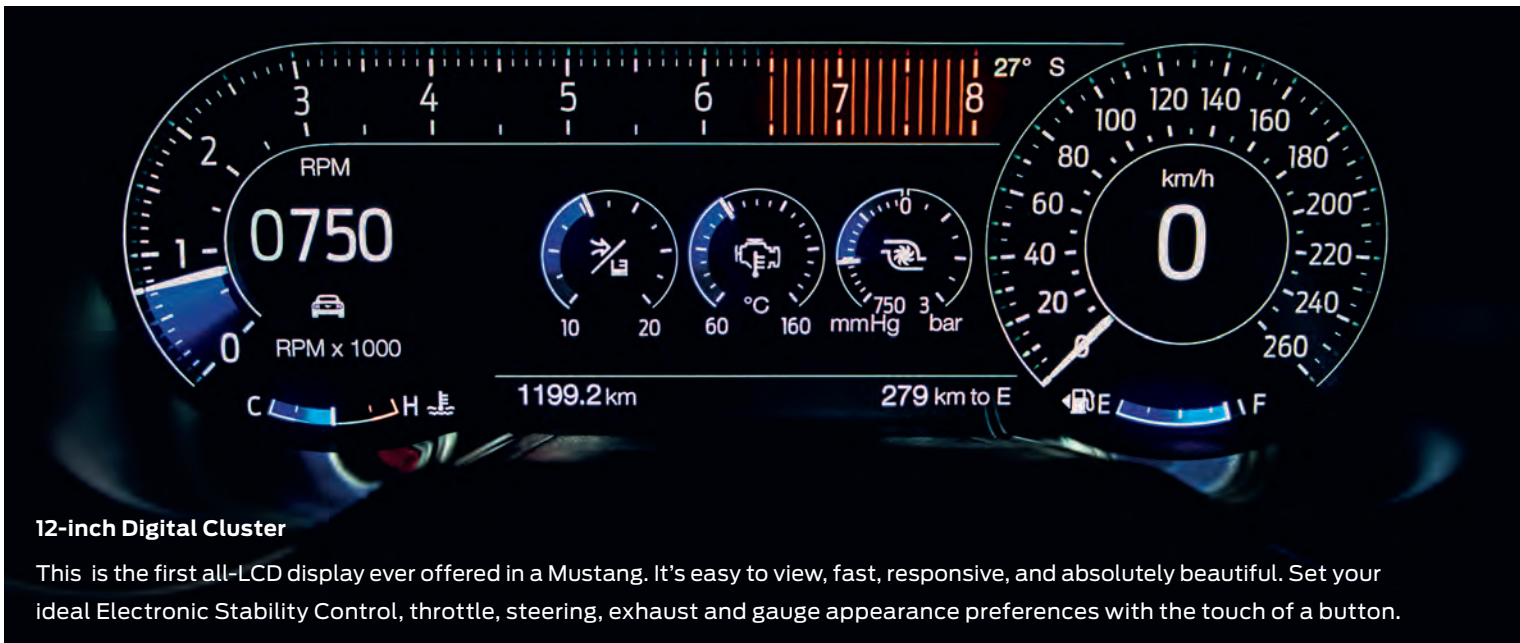 3 4 5 6 7 8 27° S
2
1
0
RPM
0750
RPM x 1000
C H
10 20
60 °C 160
0
750 3
mmHg bar
1199.2 km 279 km to E
E F
0 20 40 60 80 100 120 140 160 180 200 220 240 260
km/h
0
12-inch Digital Cluster
This is the first all-LCD display ever offered in a Mustang. It’s easy to view, fast, responsive, and absolutely beautiful. Set your
ideal Electronic Stability Control, throttle, steering, exhaust and gauge appearance preferences with the touch of a button.